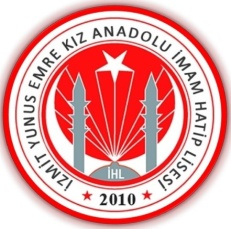 İZMİT YUNUS EMRE KIZ ANADOLU İMAM HATİP LİSESİ
İHL
2010